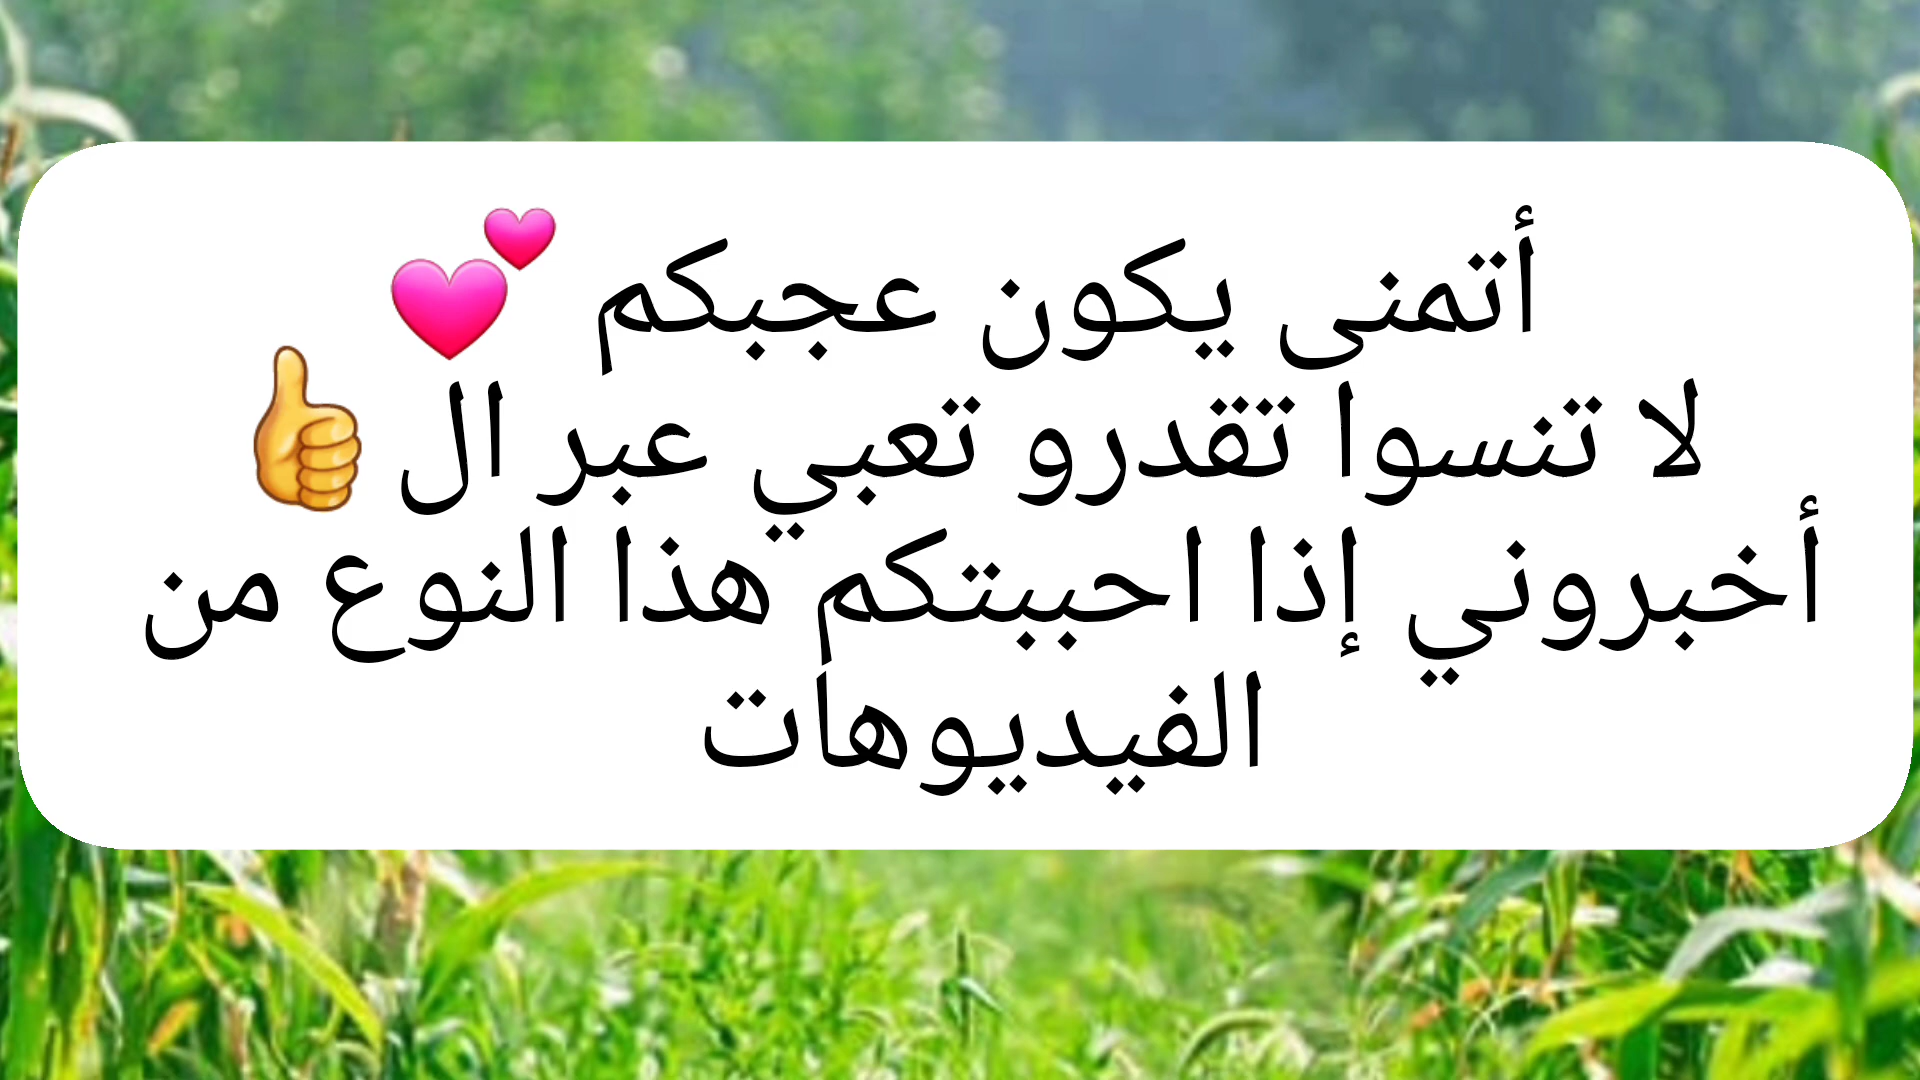 أتمنى يكون عجبكم 💕
لا تنسوا تقدرو تعبي عبر ال 👍
أخبروني إذا احببتكم هذا النوع من
الفيديوهات